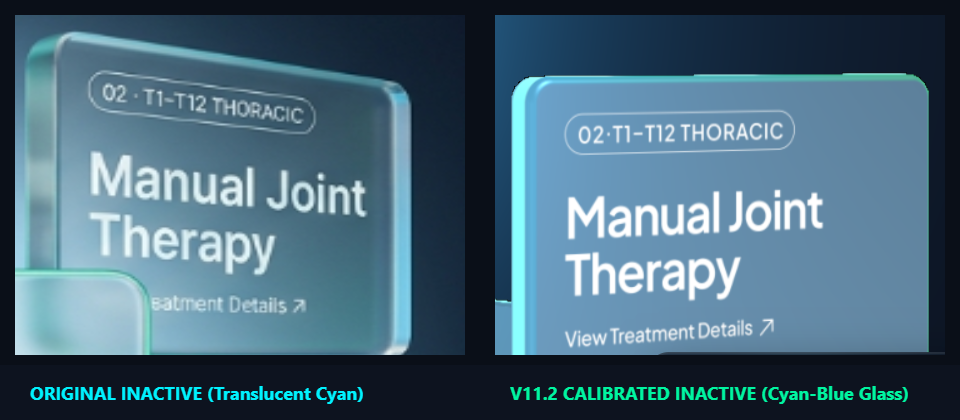 02 · T1–T12 THORACIC
Manual Joint
Therapy
eatment Details ↗
ORIGINAL INACTIVE (Translucent Cyan)
02·T1–T12 THORACIC
Manual Joint
Therapy
View Treatment Details ↗
V11.2 CALIBRATED INACTIVE (Cyan-Blue Glass)